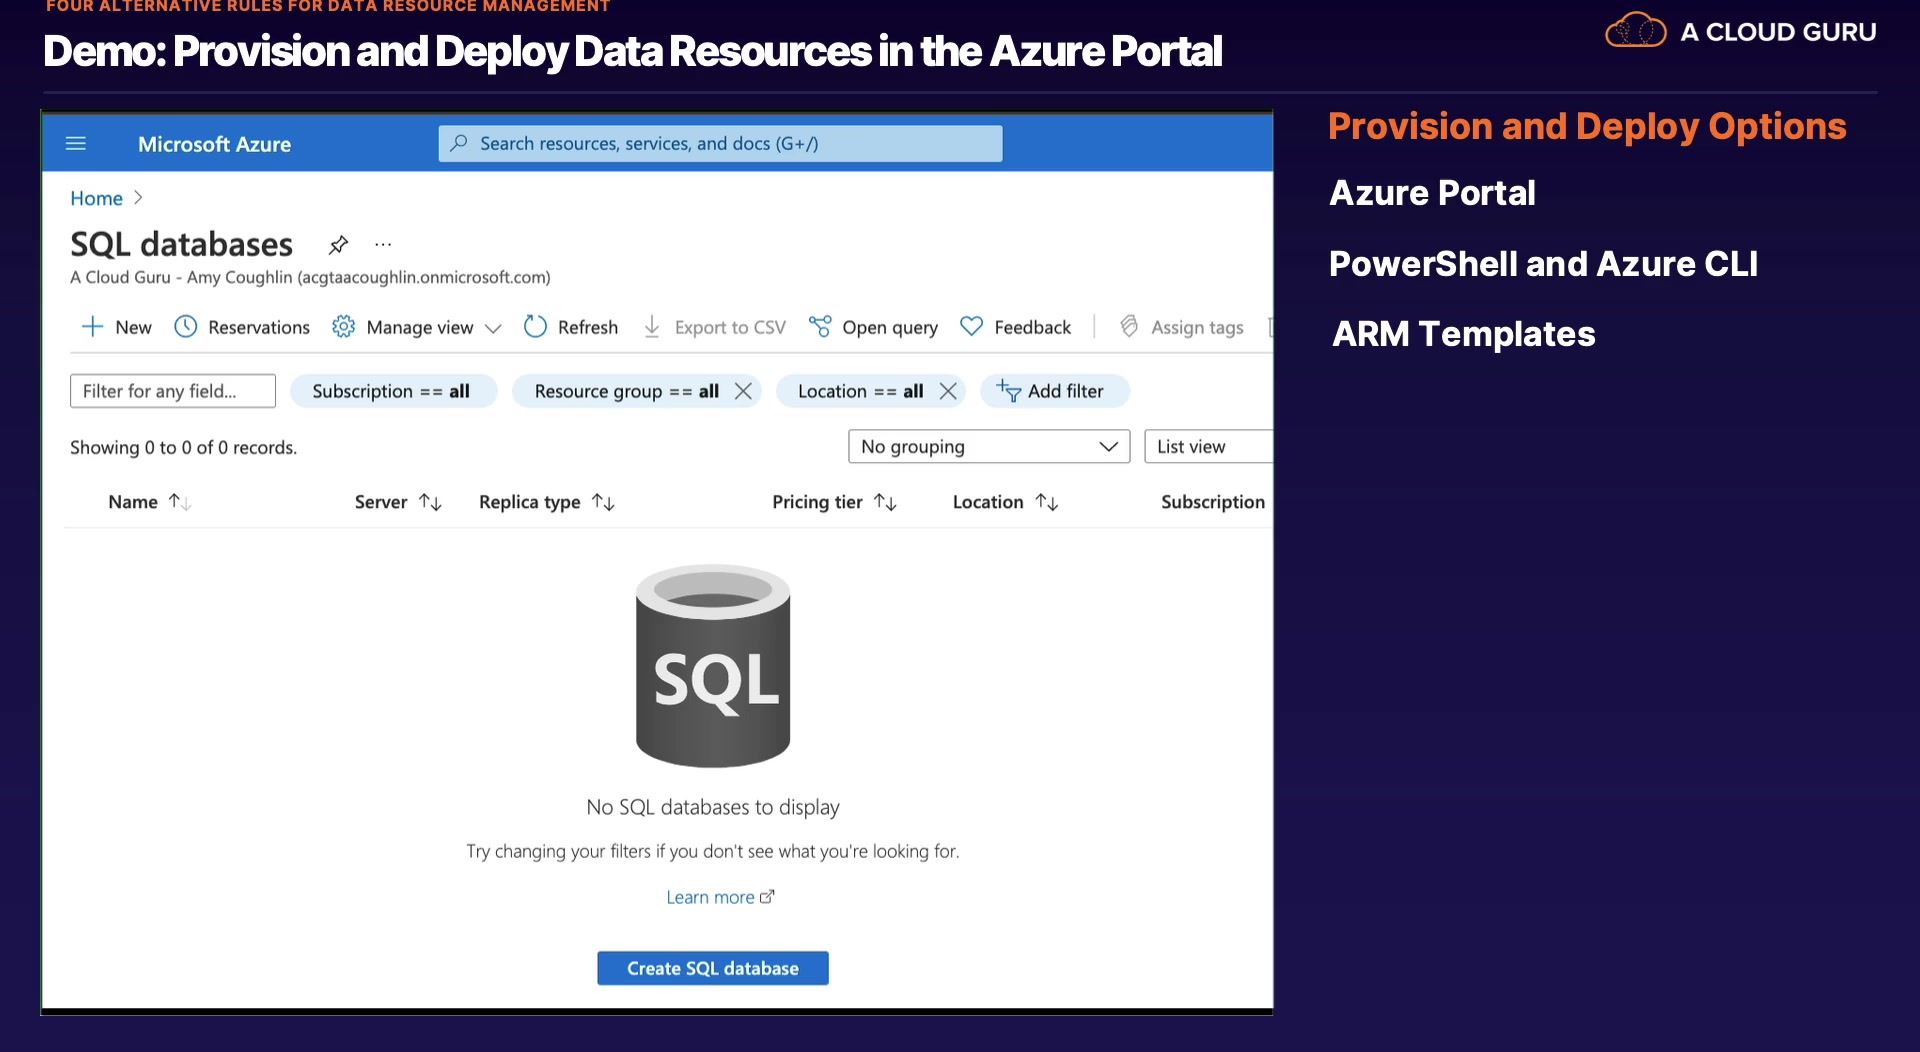 FOUR ALTERNATIVE RULES FOR DATA RESOURCE MANAGEMENT
Demo: Provision and Deploy Data Resources in the Azure Portal
A CLOUD GURU
Microsoft Azure
Search resources, services, and docs (G+/)
Home
SQL databases
...
A Cloud Guru - Amy Coughlin (acgtaacoughlin.onmicrosoft.com)
New Reservations Manage view Refresh Export to CSV Open query Feedback Assign tags
Filter for any field... Subscription == all Resource group == all Location == all Add filter
Showing 0 to 0 of 0 records. No grouping List view
Name Server Replica type Pricing tier Location Subscription
SQL
No SQL databases to display
Try changing your filters if you don't see what you're looking for.
Learn more
Create SQL database
Provision and Deploy Options
Azure Portal
PowerShell and Azure CLI
ARM Templates